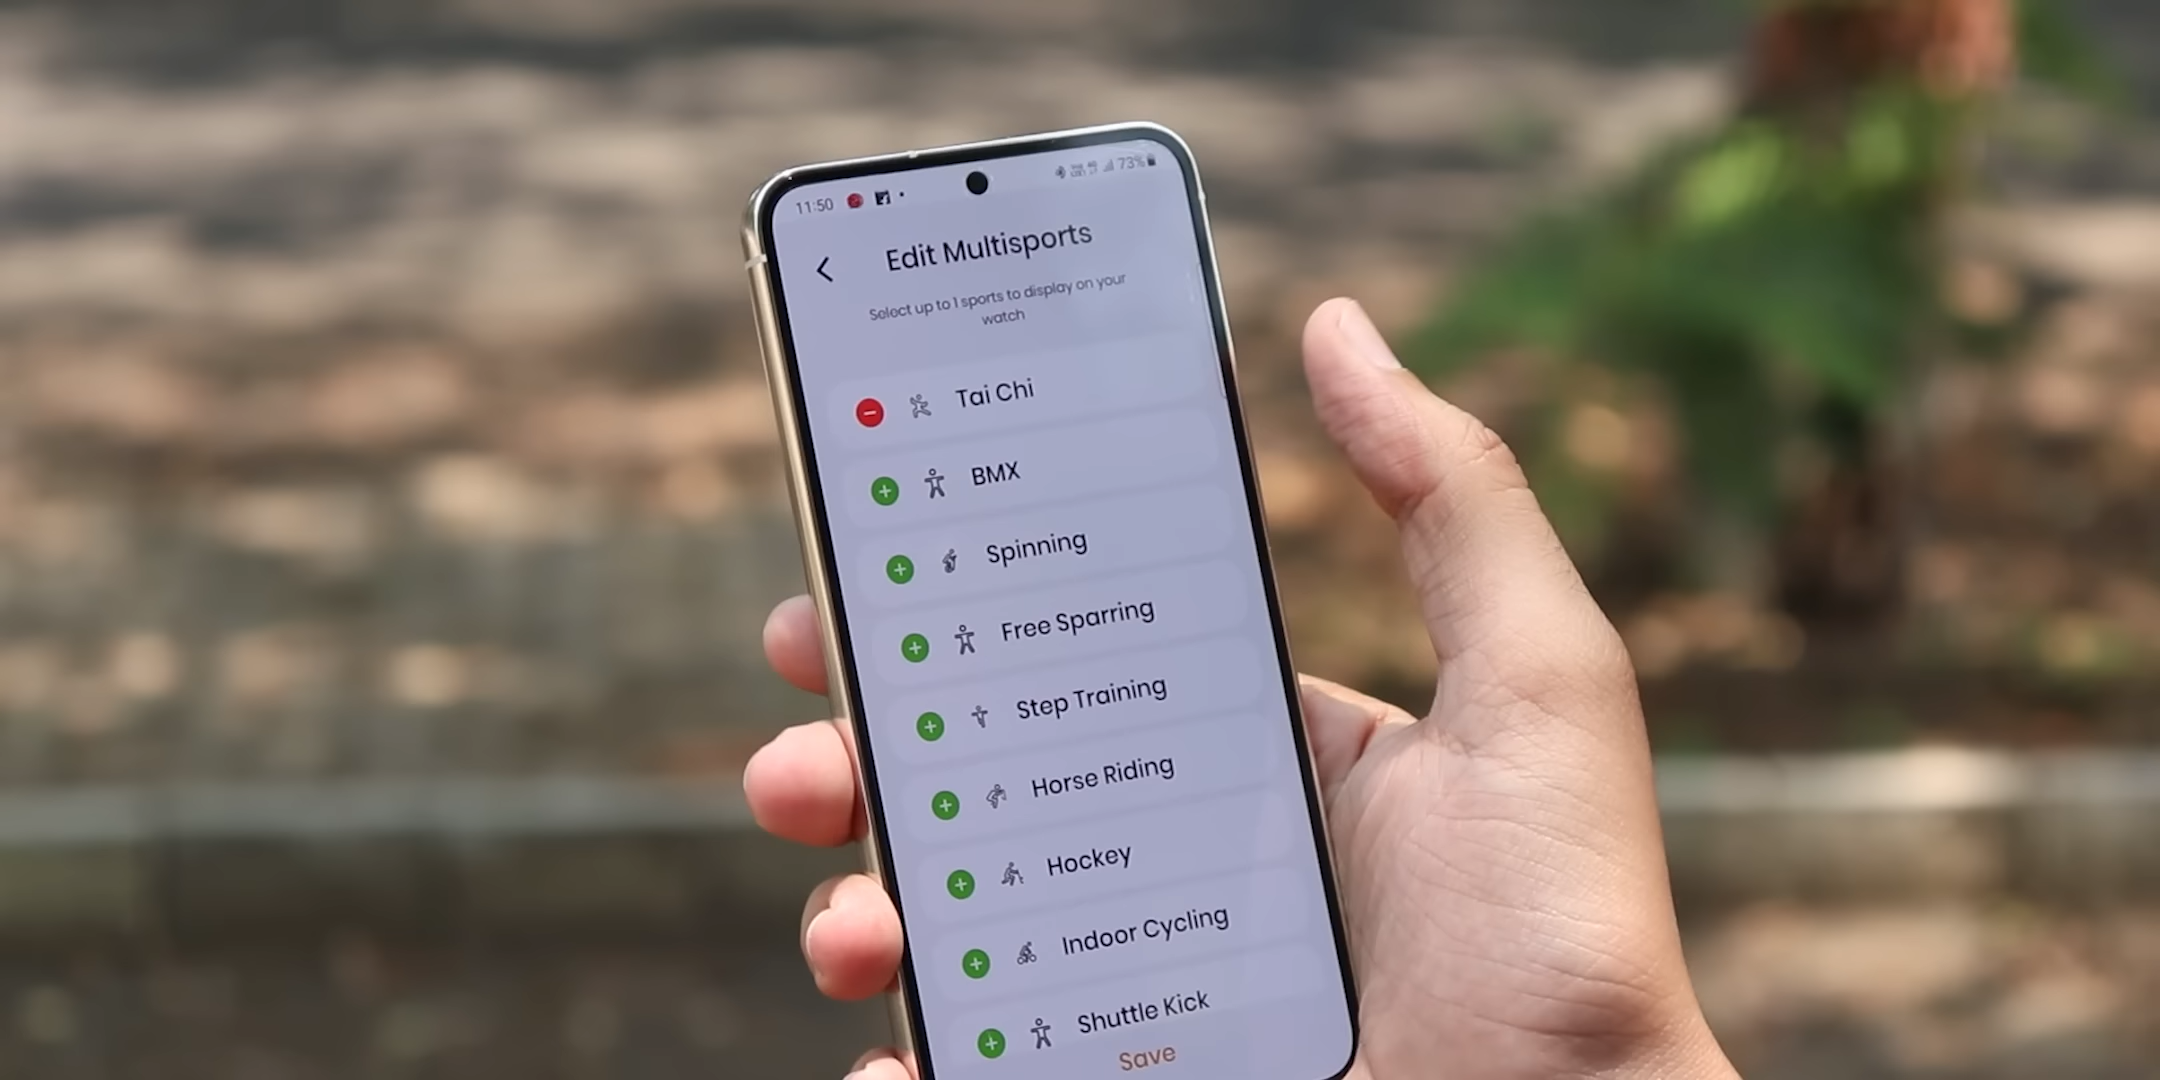 11:50
73%
Edit Multisports
Select up to 1 sports to display on your
watch
Tai Chi
BMX
Spinning
Free Sparring
Step Training
Horse Riding
Hockey
Indoor Cycling
Shuttle Kick
Save